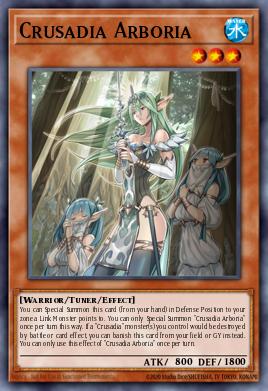 Crusadia Arboria
WATER
水
[Warrior/Tuner/Effect]
You can Special Summon this card (from your hand) in Defense Position to your
zone a Link Monster points to. You can only Special Summon "Crusadia Arboria"
once per turn this way. If a "Crusadia" monster(s) you control would be destroyed
by battle or card effect, you can banish this card from your field or GY instead.
You can only use this effect of "Crusadia Arboria" once per turn.
ATK/ 800 DEF/ 1800